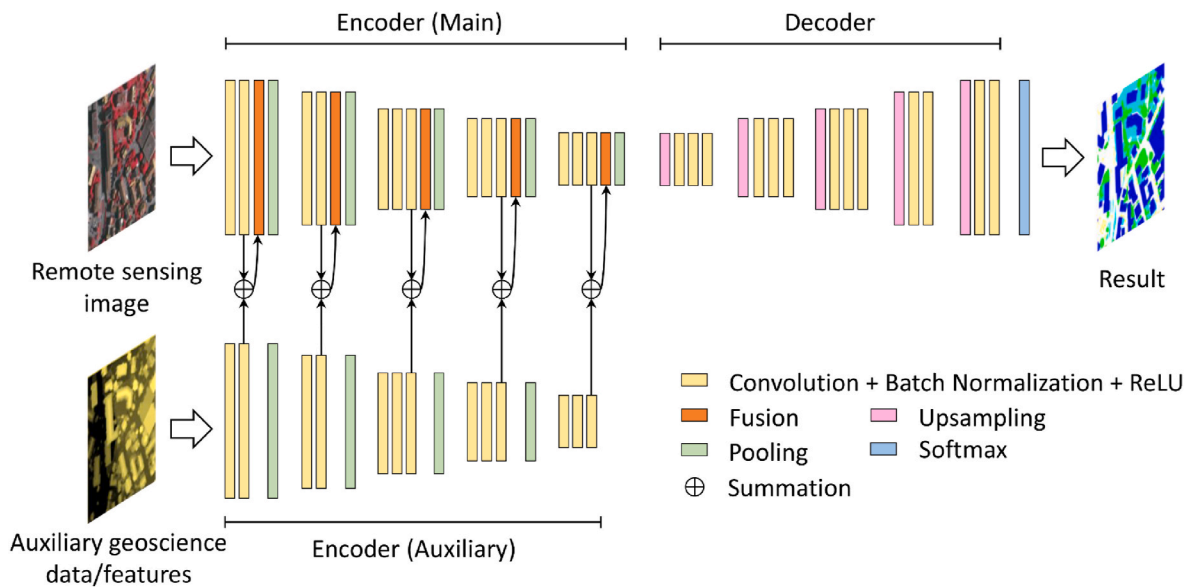 Encoder (Main)
Decoder
Remote sensing
image
Result
Auxiliary geoscience
data/features
Encoder (Auxiliary)
Convolution + Batch Normalization + ReLU
Fusion
Upsampling
Pooling
Softmax
Summation